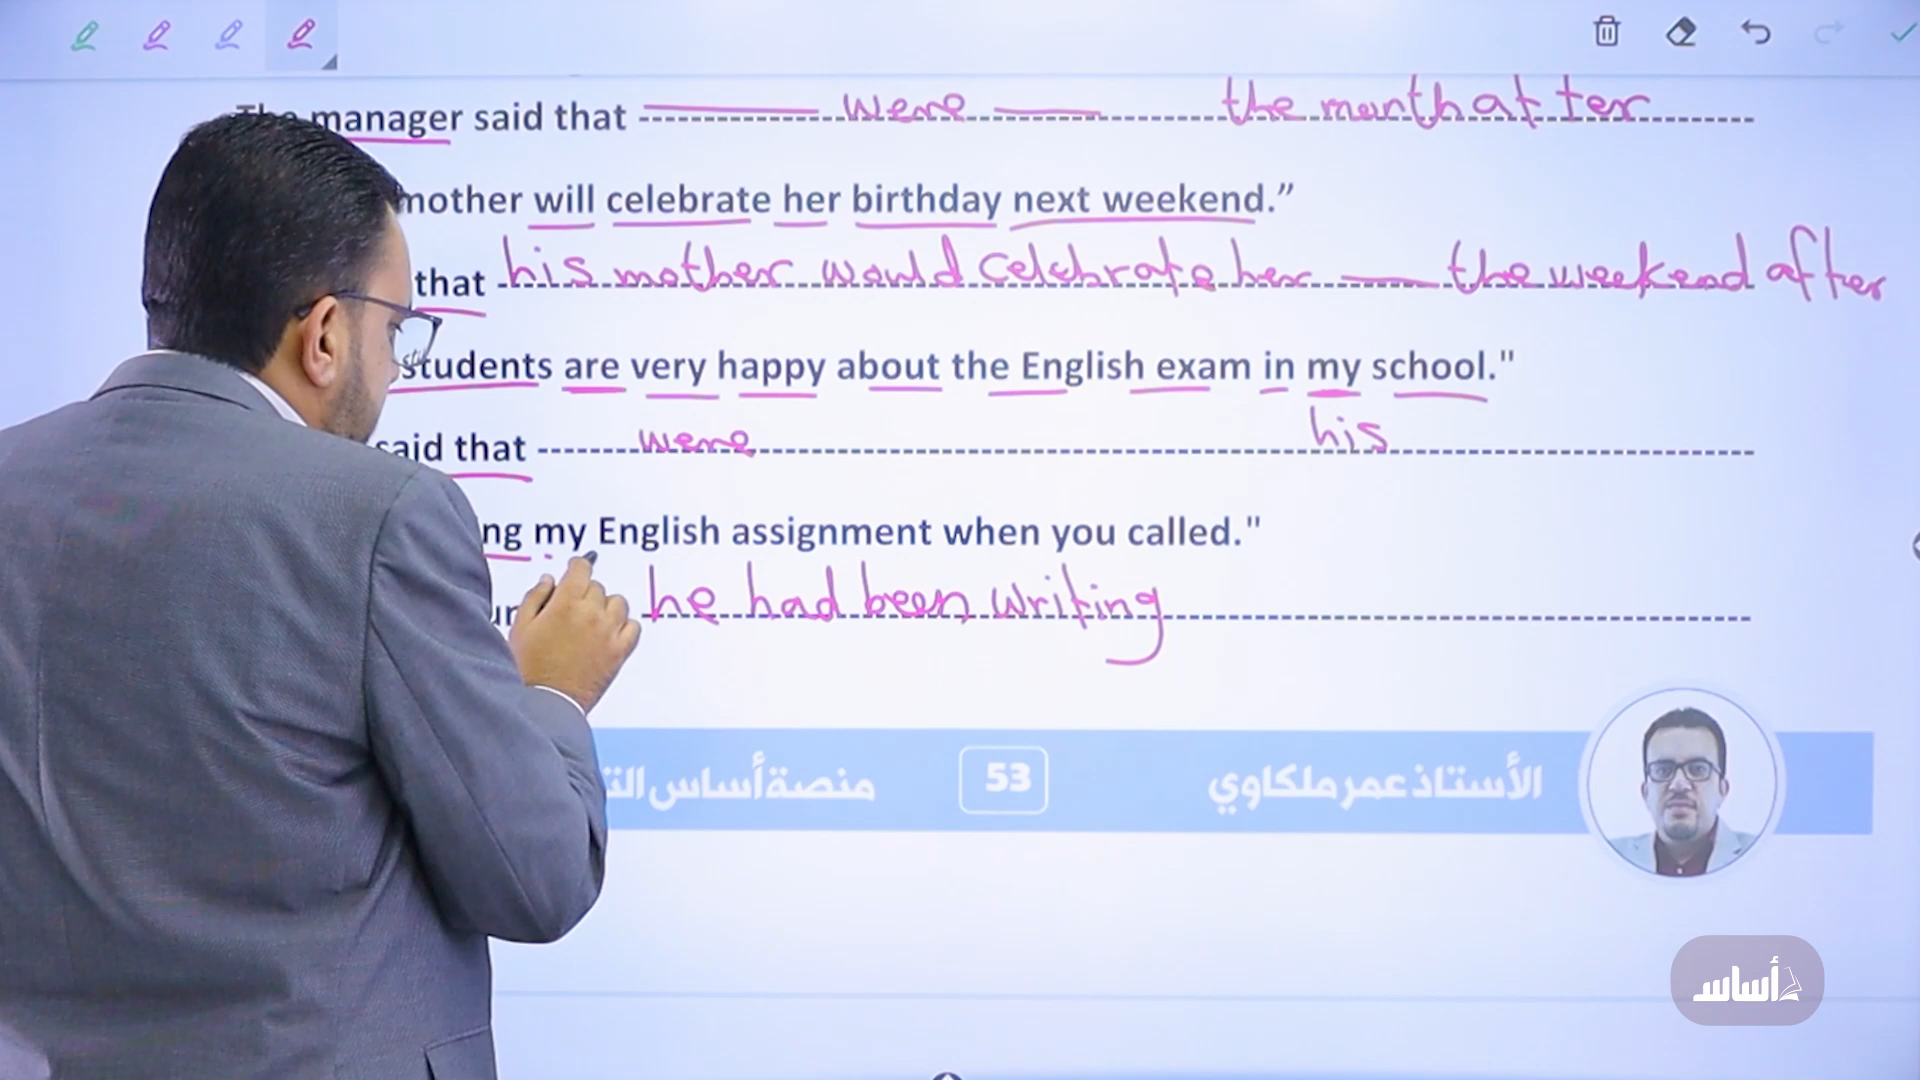 The manager said that were the monthafter
mother will celebrate her birthday next weekend.”
that his mother would celebrate her the weekend after
students are very happy about the English exam in my school."
said that were his
ng my English assignment when you called."
he had been writing
الأستاذ عمر ملكاوي
53
منصة أساس
أساس